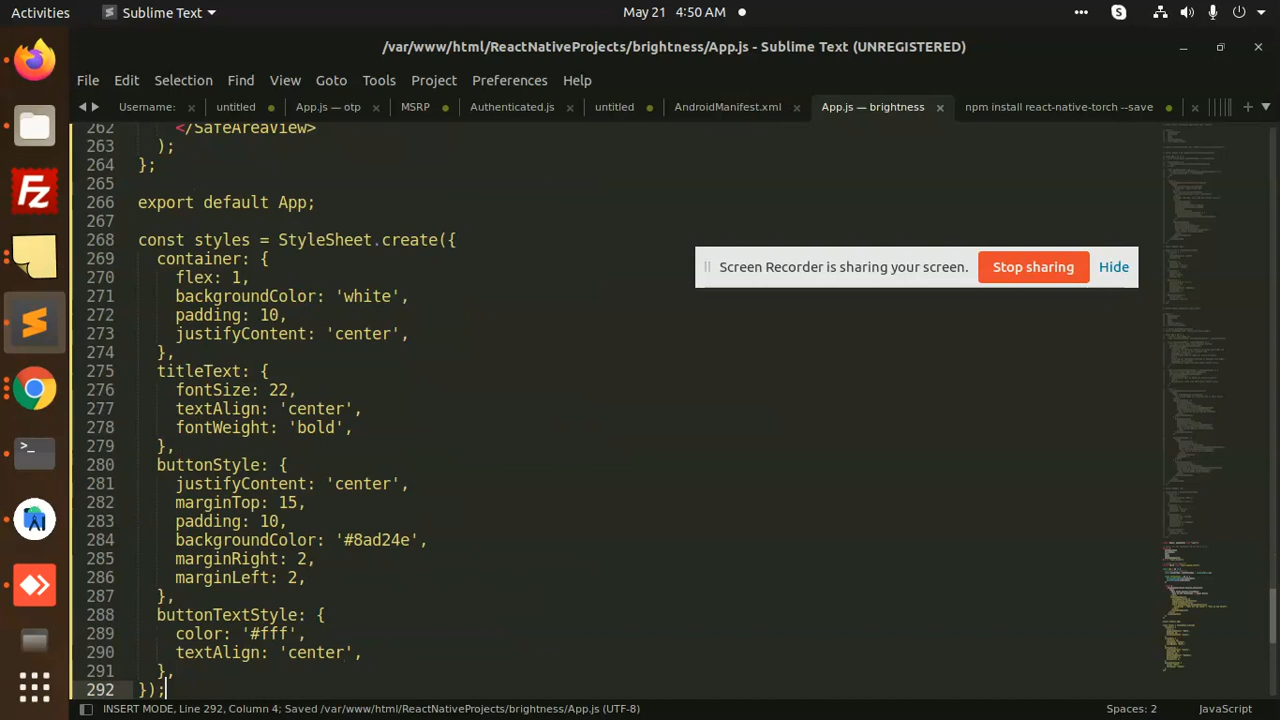 Activities
Sublime Text
May 21 4:50 AM
/var/www/html/ReactNativeProjects/brightness/App.js - Sublime Text (UNREGISTERED)
File Edit Selection Find View Goto Tools Project Preferences Help
Username: untitled App.js — otp MSRP Authenticated.js untitled AndroidManifest.xml App.js — brightness npm install react-native-torch --save
262 </SafeAreaView>
263 );
264 };
265
266 export default App;
267
268 const styles = StyleSheet.create({
269 container: {
270 flex: 1,
271 backgroundColor: 'white',
272 padding: 10,
273 justifyContent: 'center',
274 },
275 titleText: {
276 fontSize: 22,
277 textAlign: 'center',
278 fontWeight: 'bold',
279 },
280 buttonStyle: {
281 justifyContent: 'center',
282 marginTop: 15,
283 padding: 10,
284 backgroundColor: '#8ad24e',
285 marginRight: 2,
286 marginLeft: 2,
287 },
288 buttonTextStyle: {
289 color: '#fff',
290 textAlign: 'center',
291 },
292 });
Screen Recorder is sharing your screen. Stop sharing Hide
INSERT MODE, Line 292, Column 4; Saved /var/www/html/ReactNativeProjects/brightness/App.js (UTF-8)
Spaces: 2
JavaScript